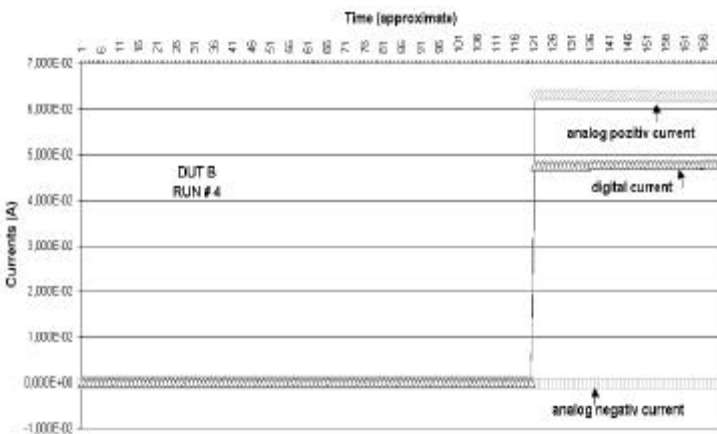 Time (approximate)
1 6 11 16 21 26 31 36 41 46 51 56 61 66 71 76 81 86 91 96 101 106 111 116 121 126 131 136 141 146 151 156 161 166
7,000E-02
6,000E-02
5,000E-02
4,000E-02
3,000E-02
2,000E-02
1,000E-02
0,000E+00
-1,000E-02
Currents (A)
DUT B
RUN # 4
analog pozitiv current
digital current
analog negativ current